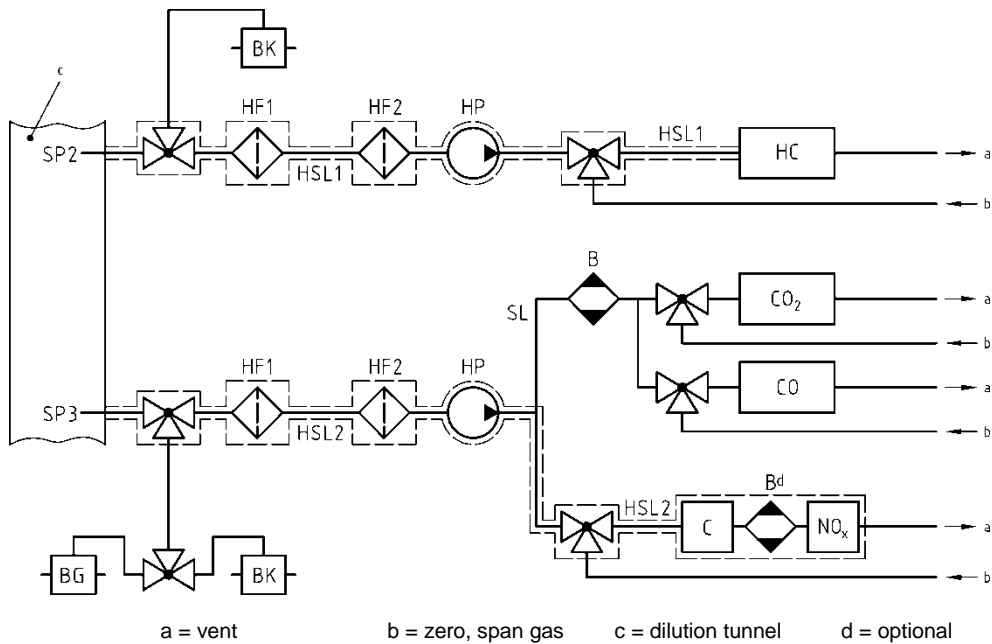 BK
c
HF1 HF2 HP
HSL1
SP2 HC a
HSL1
b
B
CO₂ a
SL
b
HF1 HF2 HP
CO a
SP3
HSL2 b
Bᵈ
HSL2
C NOₓ a
BG BK b
a = vent b = zero, span gas c = dilution tunnel d = optional